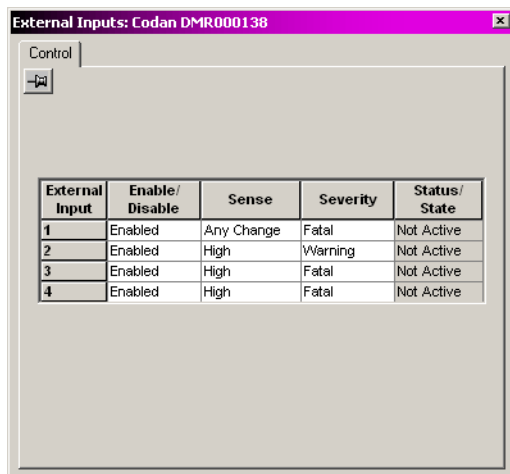 External Inputs: Codan DMR000138
Control
External Input Enable/ Disable Sense Severity Status/ State
1 Enabled Any Change Fatal Not Active
2 Enabled High Warning Not Active
3 Enabled High Fatal Not Active
4 Enabled High Fatal Not Active